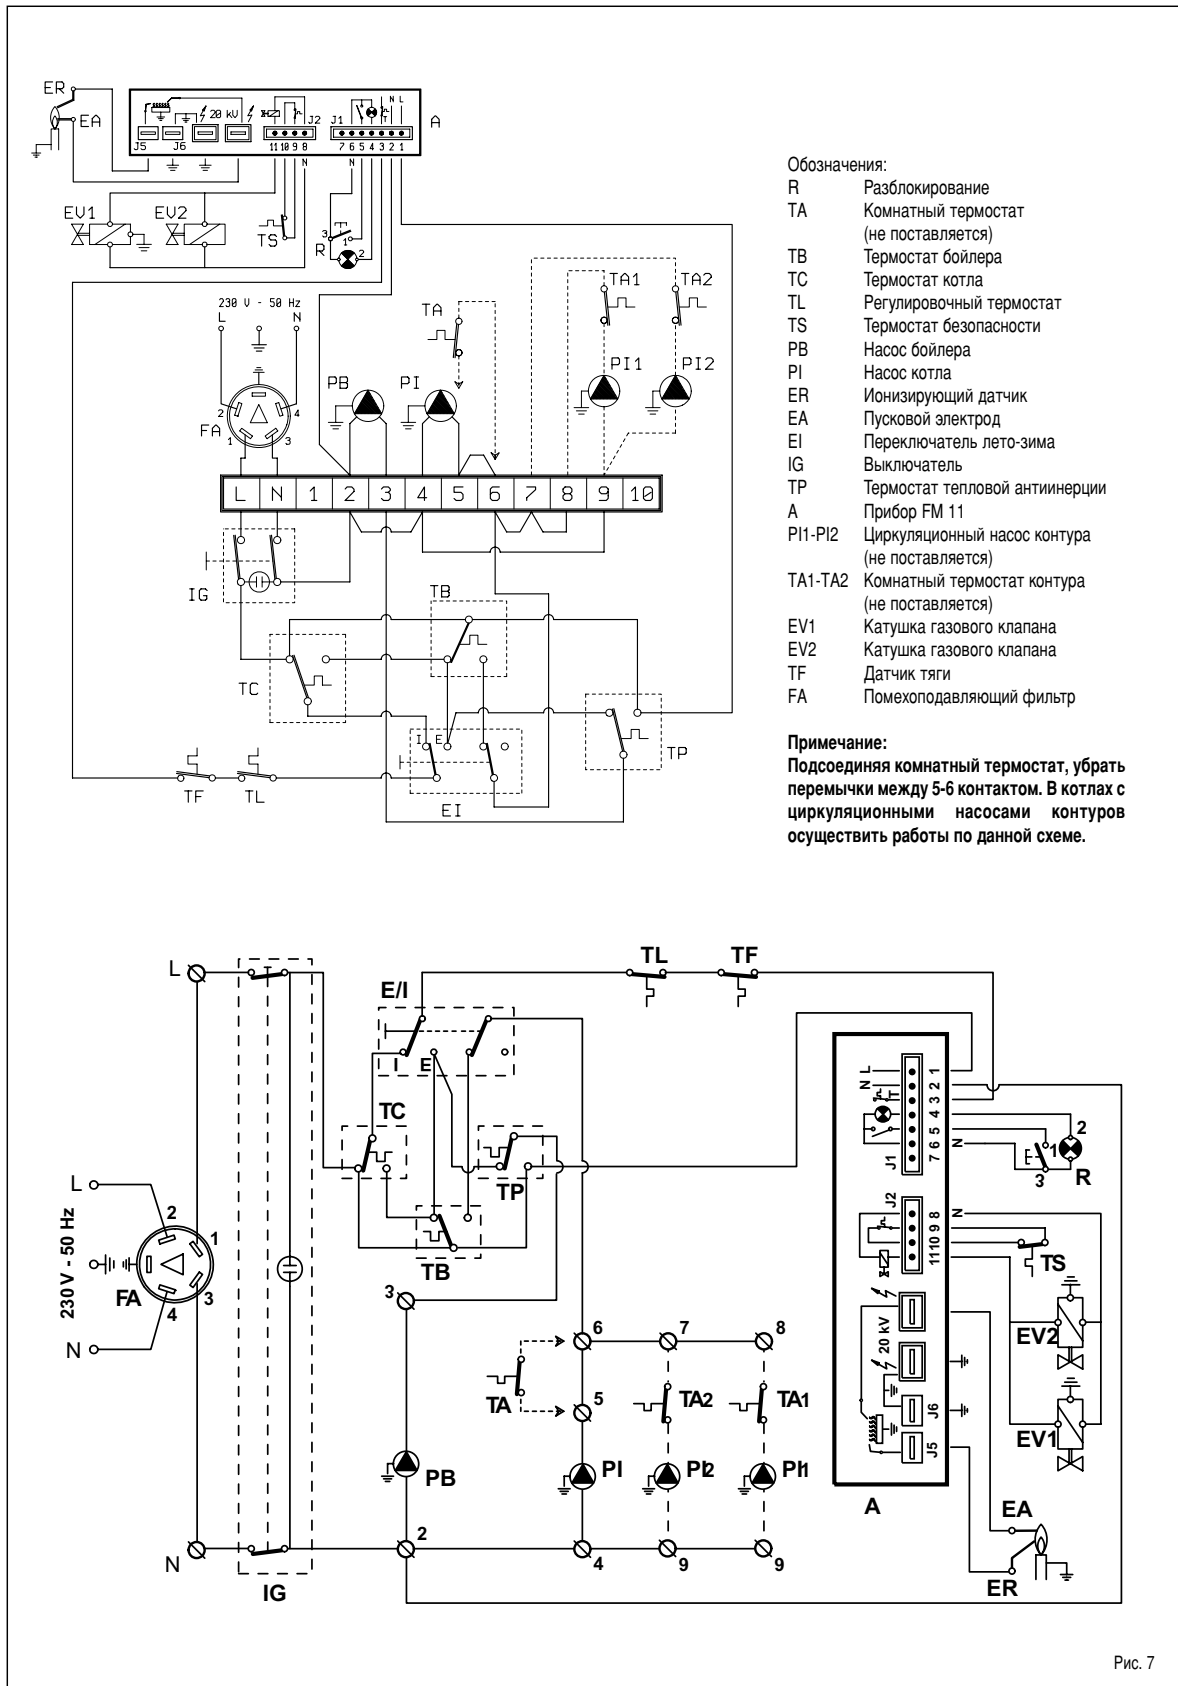 ER
EA
20 kV
J5
J6
J2
J1
N L
A
11 10 9 8
7 6 5 4 3 2 1
N
N
EV1
EV2
TS
R
3
1
2
230 V - 50 Hz
L
N
TA
TA1
TA2
PB
PI
PI1
PI2
2
4
1
3
FA
L N 1 2 3 4 5 6 7 8 9 10
IG
TB
TC
I E
TP
TF
TL
EI
Обозначения:
R Разблокирование
TA Комнатный термостат
(не поставляется)
TB Термостат бойлера
TC Термостат котла
TL Регулировочный термостат
TS Термостат безопасности
PB Насос бойлера
PI Насос котла
ER Ионизирующий датчик
EA Пусковой электрод
EI Переключатель лето-зима
IG Выключатель
TP Термостат тепловой антиинерции
A Прибор FM 11
PI1-PI2 Циркуляционный насос контура
(не поставляется)
TA1-TA2 Комнатный термостат контура
(не поставляется)
EV1 Катушка газового клапана
EV2 Катушка газового клапана
TF Датчик тяги
FA Помехоподавляющий фильтр
Примечание:
Подсоединяя комнатный термостат, убрать
перемычки между 5-6 контактом. В котлах с
циркуляционными насосами контуров
осуществить работы по данной схеме.
L
TL
TF
E/I
I
E
TC
TP
TB
L
230 V - 50 Hz
N
2
1
FA
3
4
3
6
7
8
TA
5
TA2
TA1
PB
PI
PI2
PI1
N
IG
2
4
9
9
N L
1
2
3
4
5
6
7
N
J1
2
1
3
R
J2
8
9
10
11
N
TS
20 kV
EV2
J6
J5
EV1
A
EA
ER
Рис. 7